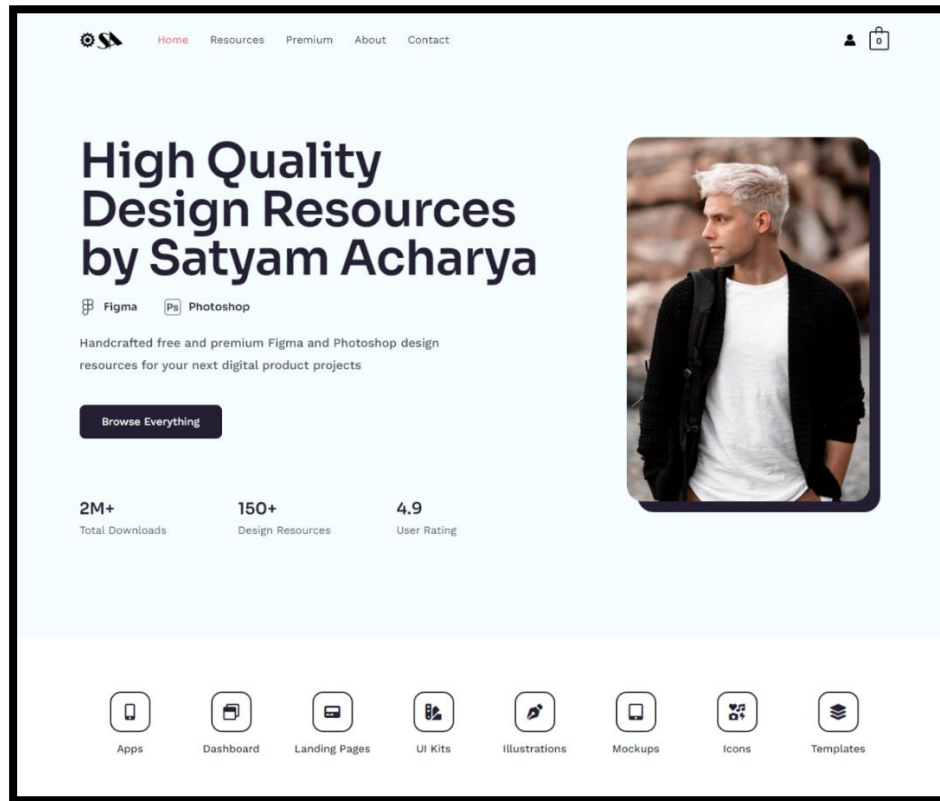 SA
Home Resources Premium About Contact
0
High Quality
Design Resources
by Satyam Acharya
Figma Ps Photoshop
Handcrafted free and premium Figma and Photoshop design
resources for your next digital product projects
Browse Everything
2M+ 150+ 4.9
Total Downloads Design Resources User Rating
Apps Dashboard Landing Pages UI Kits Illustrations Mockups Icons Templates